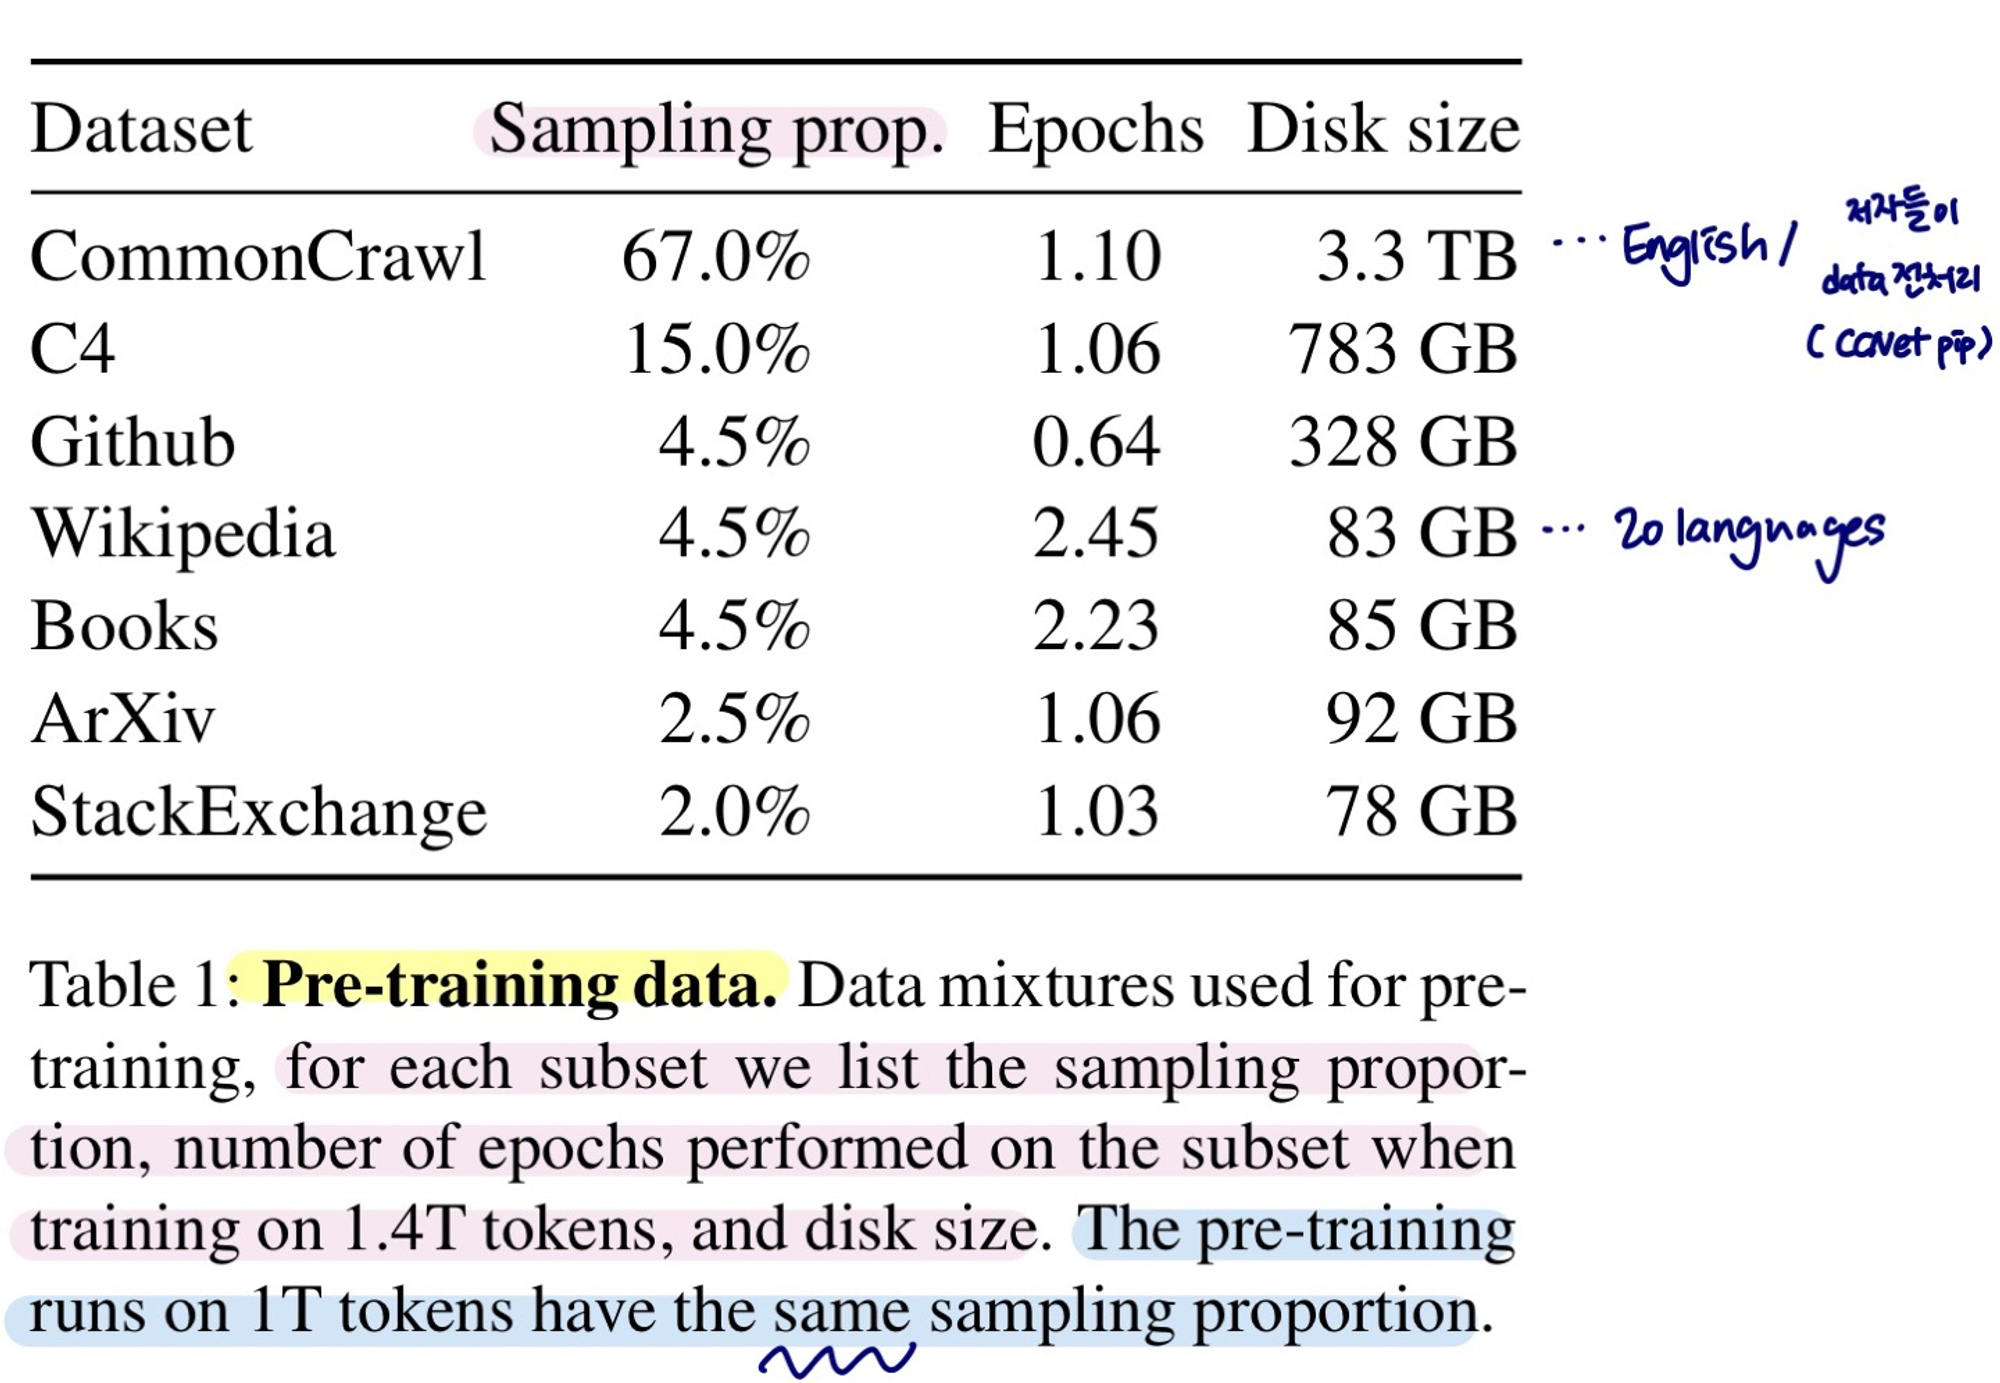 Dataset Sampling prop. Epochs Disk size
CommonCrawl 67.0% 1.10 3.3 TB ... English / 저자들이
data 전처리
(CCNet pip)
C4 15.0% 1.06 783 GB
Github 4.5% 0.64 328 GB
Wikipedia 4.5% 2.45 83 GB ... 20 languages
Books 4.5% 2.23 85 GB
ArXiv 2.5% 1.06 92 GB
StackExchange 2.0% 1.03 78 GB
Table 1: Pre-training data. Data mixtures used for pre-
training, for each subset we list the sampling propor-
tion, number of epochs performed on the subset when
training on 1.4T tokens, and disk size. The pre-training
runs on 1T tokens have the same sampling proportion.